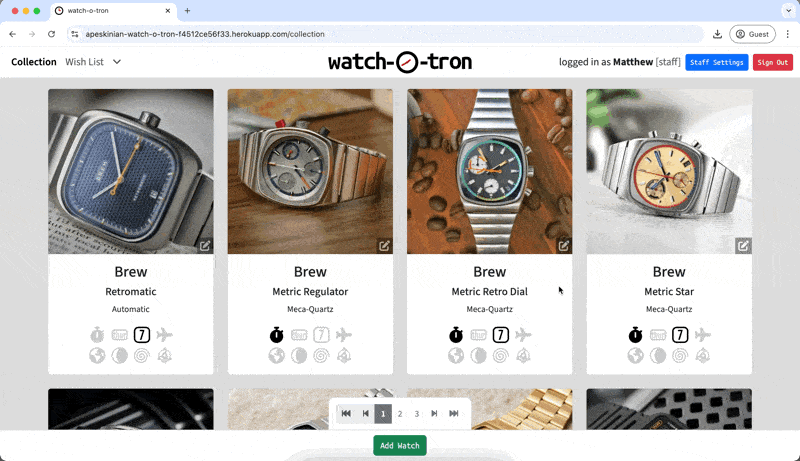 watch-o-tron
apeskinian-watch-o-tron-f4512ce56f33.herokuapp.com/collection
Guest
Collection Wish List
watch-O-tron
logged in as Matthew [staff]
Staff Settings
Sign Out
Brew
Retromatic
Automatic
7
Brew
Metric Regulator
Meca-Quartz
7
Brew
Metric Retro Dial
Meca-Quartz
7
Brew
Metric Star
Meca-Quartz
7
1 2 3
Add Watch